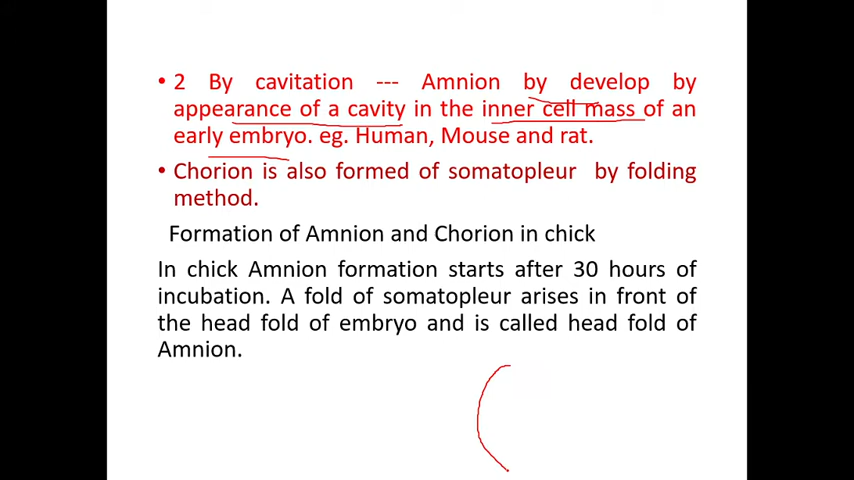 • 2 By cavitation --- Amnion by develop by
appearance of a cavity in the inner cell mass of an
early embryo. eg. Human, Mouse and rat.
• Chorion is also formed of somatopleur by folding
method.
Formation of Amnion and Chorion in chick
In chick Amnion formation starts after 30 hours of
incubation. A fold of somatopleur arises in front of
the head fold of embryo and is called head fold of
Amnion.